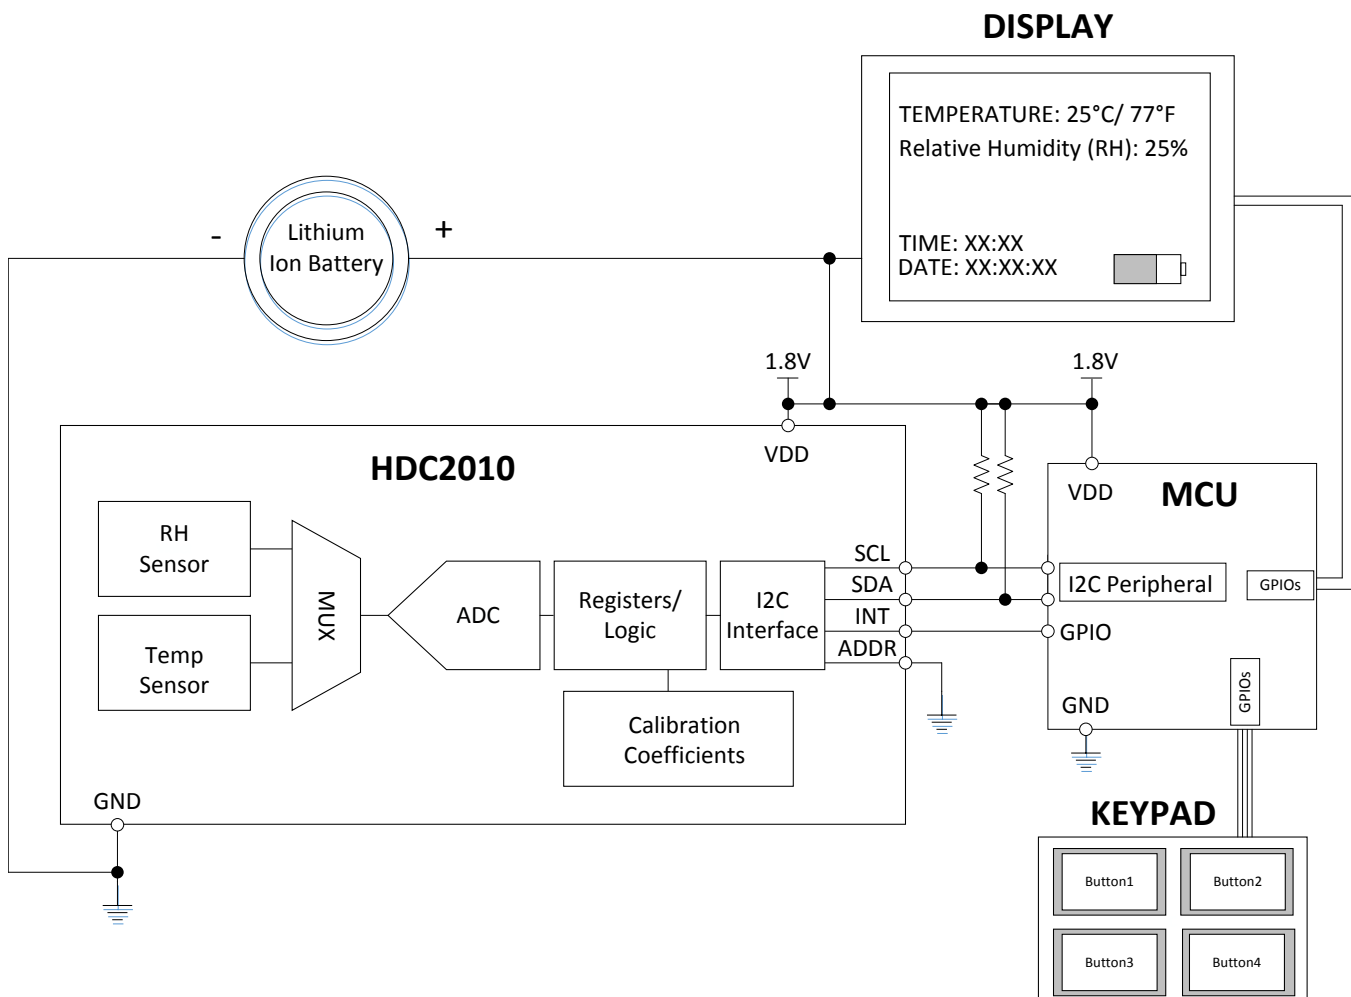 DISPLAY
TEMPERATURE: 25°C/ 77°F
Relative Humidity (RH): 25%
TIME: XX:XX
DATE: XX:XX:XX
-
Lithium
Ion Battery
+
1.8V
1.8V
VDD
HDC2010
VDD
MCU
RH
Sensor
Temp
Sensor
MUX
ADC
Registers/
Logic
I2C
Interface
Calibration
Coefficients
SCL
SDA
INT
ADDR
I2C Peripheral
GPIOs
GPIO
GPIOs
GND
GND
KEYPAD
Button1
Button2
Button3
Button4